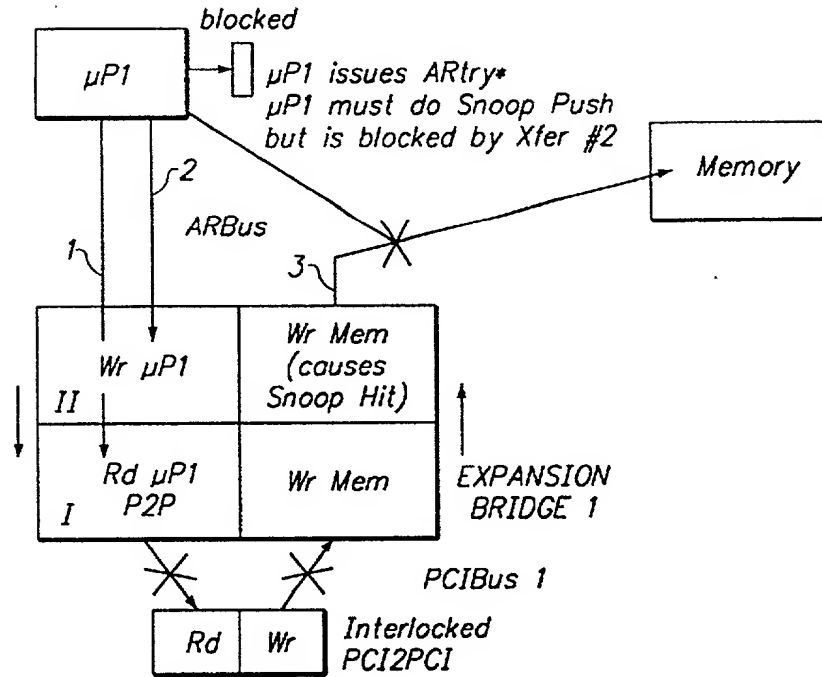 blocked
µP1
µP1 issues ARtry*
µP1 must do Snoop Push
but is blocked by Xfer #2
Memory
2
ARBus
1
3
Wr µP1
II
Wr Mem
(causes
Snoop Hit)
Rd µP1
P2P
I
Wr Mem
EXPANSION
BRIDGE 1
PCIBus 1
Rd
Wr
Interlocked
PCI2PCI